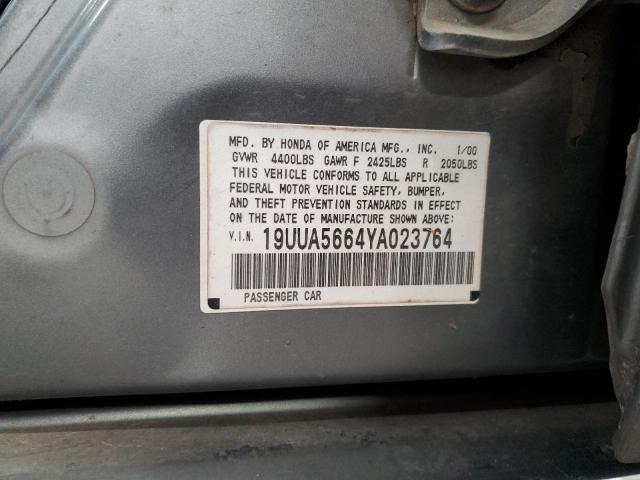 MFD. BY HONDA OF AMERICA MFG., INC. 1/00
GVWR 4400LBS GAWR F 2425LBS R 2050LBS
THIS VEHICLE CONFORMS TO ALL APPLICABLE
FEDERAL MOTOR VEHICLE SAFETY, BUMPER,
AND THEFT PREVENTION STANDARDS IN EFFECT
ON THE DATE OF MANUFACTURE SHOWN ABOVE:
V.I.N. 19UUA5664YA023764
PASSENGER CAR